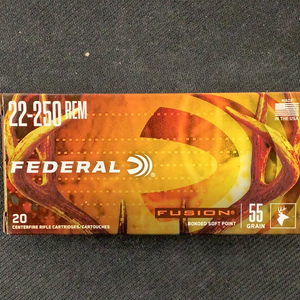 22-250 REM
MADE
IN THE USA
FEDERAL
20
CENTERFIRE RIFLE CARTRIDGES/CARTOUCHES
FUSION
BONDED SOFT POINT
55
GRAIN